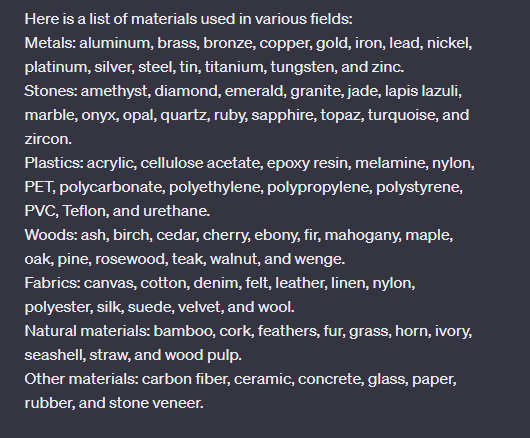 Here is a list of materials used in various fields:
Metals: aluminum, brass, bronze, copper, gold, iron, lead, nickel,
platinum, silver, steel, tin, titanium, tungsten, and zinc.
Stones: amethyst, diamond, emerald, granite, jade, lapis lazuli,
marble, onyx, opal, quartz, ruby, sapphire, topaz, turquoise, and
zircon.
Plastics: acrylic, cellulose acetate, epoxy resin, melamine, nylon,
PET, polycarbonate, polyethylene, polypropylene, polystyrene,
PVC, Teflon, and urethane.
Woods: ash, birch, cedar, cherry, ebony, fir, mahogany, maple,
oak, pine, rosewood, teak, walnut, and wenge.
Fabrics: canvas, cotton, denim, felt, leather, linen, nylon,
polyester, silk, suede, velvet, and wool.
Natural materials: bamboo, cork, feathers, fur, grass, horn, ivory,
seashell, straw, and wood pulp.
Other materials: carbon fiber, ceramic, concrete, glass, paper,
rubber, and stone veneer.